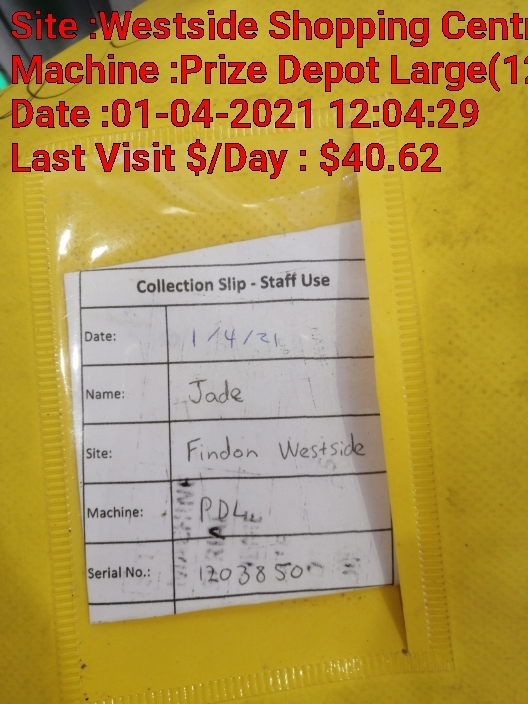 Site :Westside Shopping Cent
Machine :Prize Depot Large(12
Date :01-04-2021 12:04:29
Last Visit $/Day : $40.62
Collection Slip - Staff Use
Date: 1/4/21
Name: Jade
Site: Findon Westside
Machine: PDL
Serial No.: 1203850